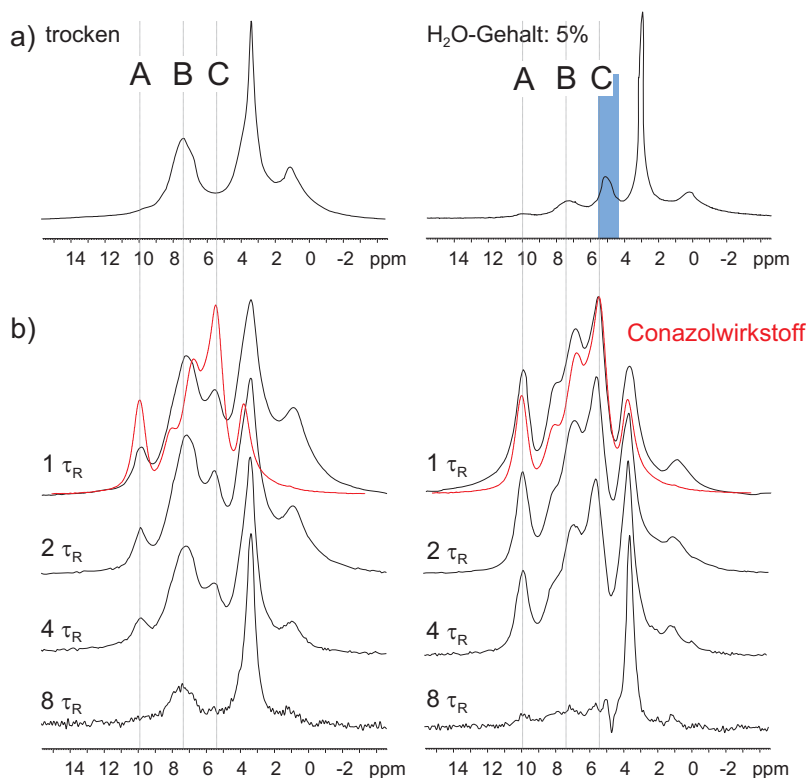 a) trocken
H₂O-Gehalt: 5%
A B C
A B C
14 12 10 8 6 4 2 0 -2 ppm
14 12 10 8 6 4 2 0 -2 ppm
b)
Conazolwirkstoff
1 τR
1 τR
2 τR
2 τR
4 τR
4 τR
8 τR
8 τR
14 12 10 8 6 4 2 0 -2 ppm
14 12 10 8 6 4 2 0 -2 ppm